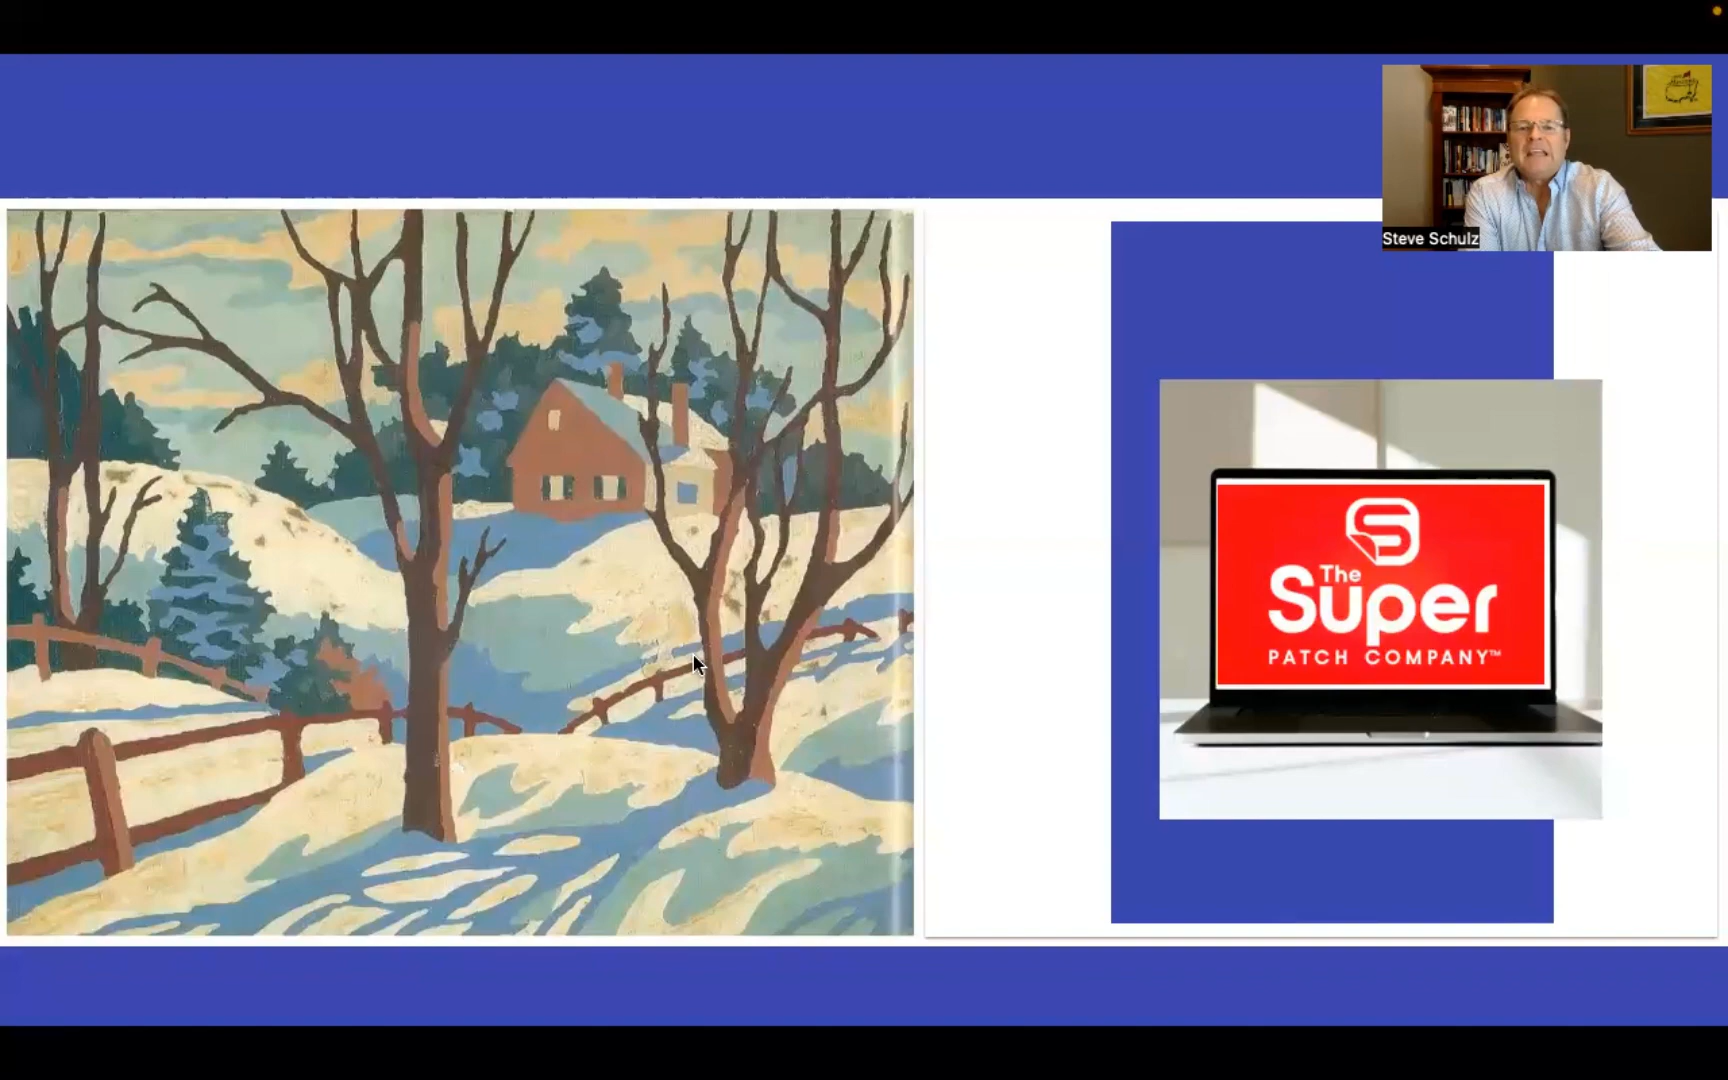 Steve Schulz
The
Super
PATCH COMPANY™